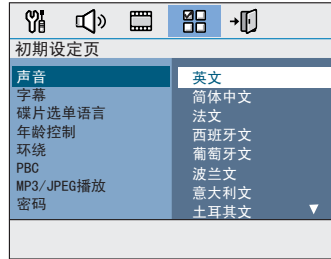 初期设定页
声音
字幕
碟片选单语言
年龄控制
环绕
PBC
MP3/JPEG播放
密码
英文
简体中文
法文
西班牙文
葡萄牙文
波兰文
意大利文
土耳其文